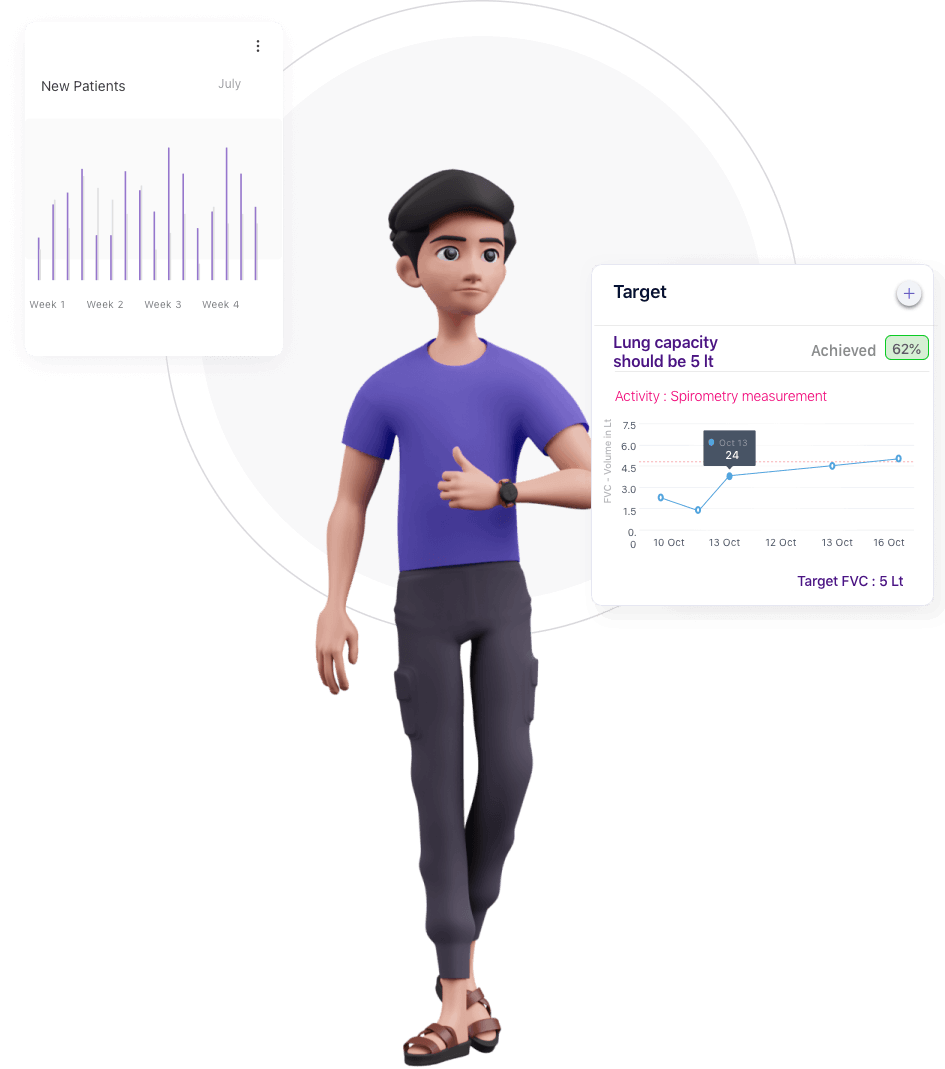 New Patients
July
Week 1
Week 2
Week 3
Week 4
Target
+
Lung capacity
should be 5 lt
Achieved
62%
Activity : Spirometry measurement
FVC - Volume in Lt
7.5
6.0
4.5
3.0
1.5
0.
0
Oct 13
24
10 Oct
13 Oct
12 Oct
13 Oct
16 Oct
Target FVC : 5 Lt